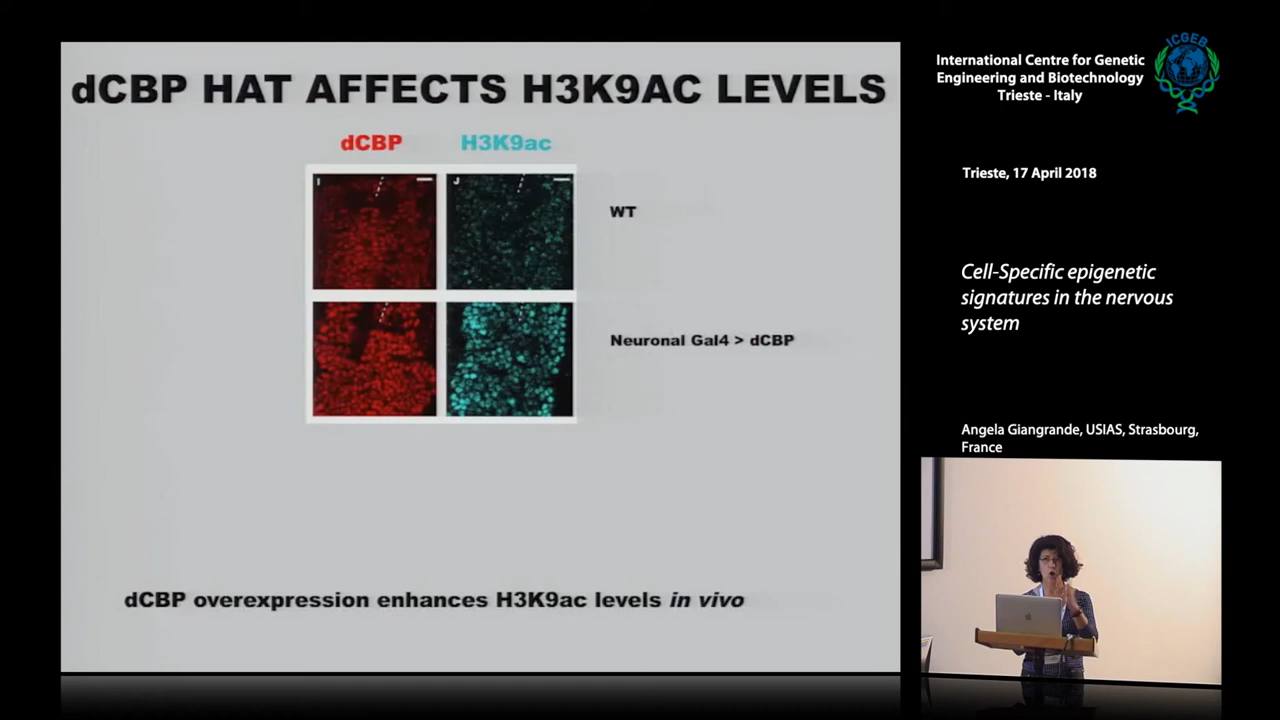 dCBP HAT AFFECTS H3K9AC LEVELS
dCBP
H3K9ac
I
J
WT
Neuronal Gal4 > dCBP
dCBP overexpression enhances H3K9ac levels in vivo
International Centre for Genetic
Engineering and Biotechnology
Trieste - Italy
ICGEB
Trieste, 17 April 2018
Cell-Specific epigenetic
signatures in the nervous
system
Angela Giangrande, USIAS, Strasbourg,
France